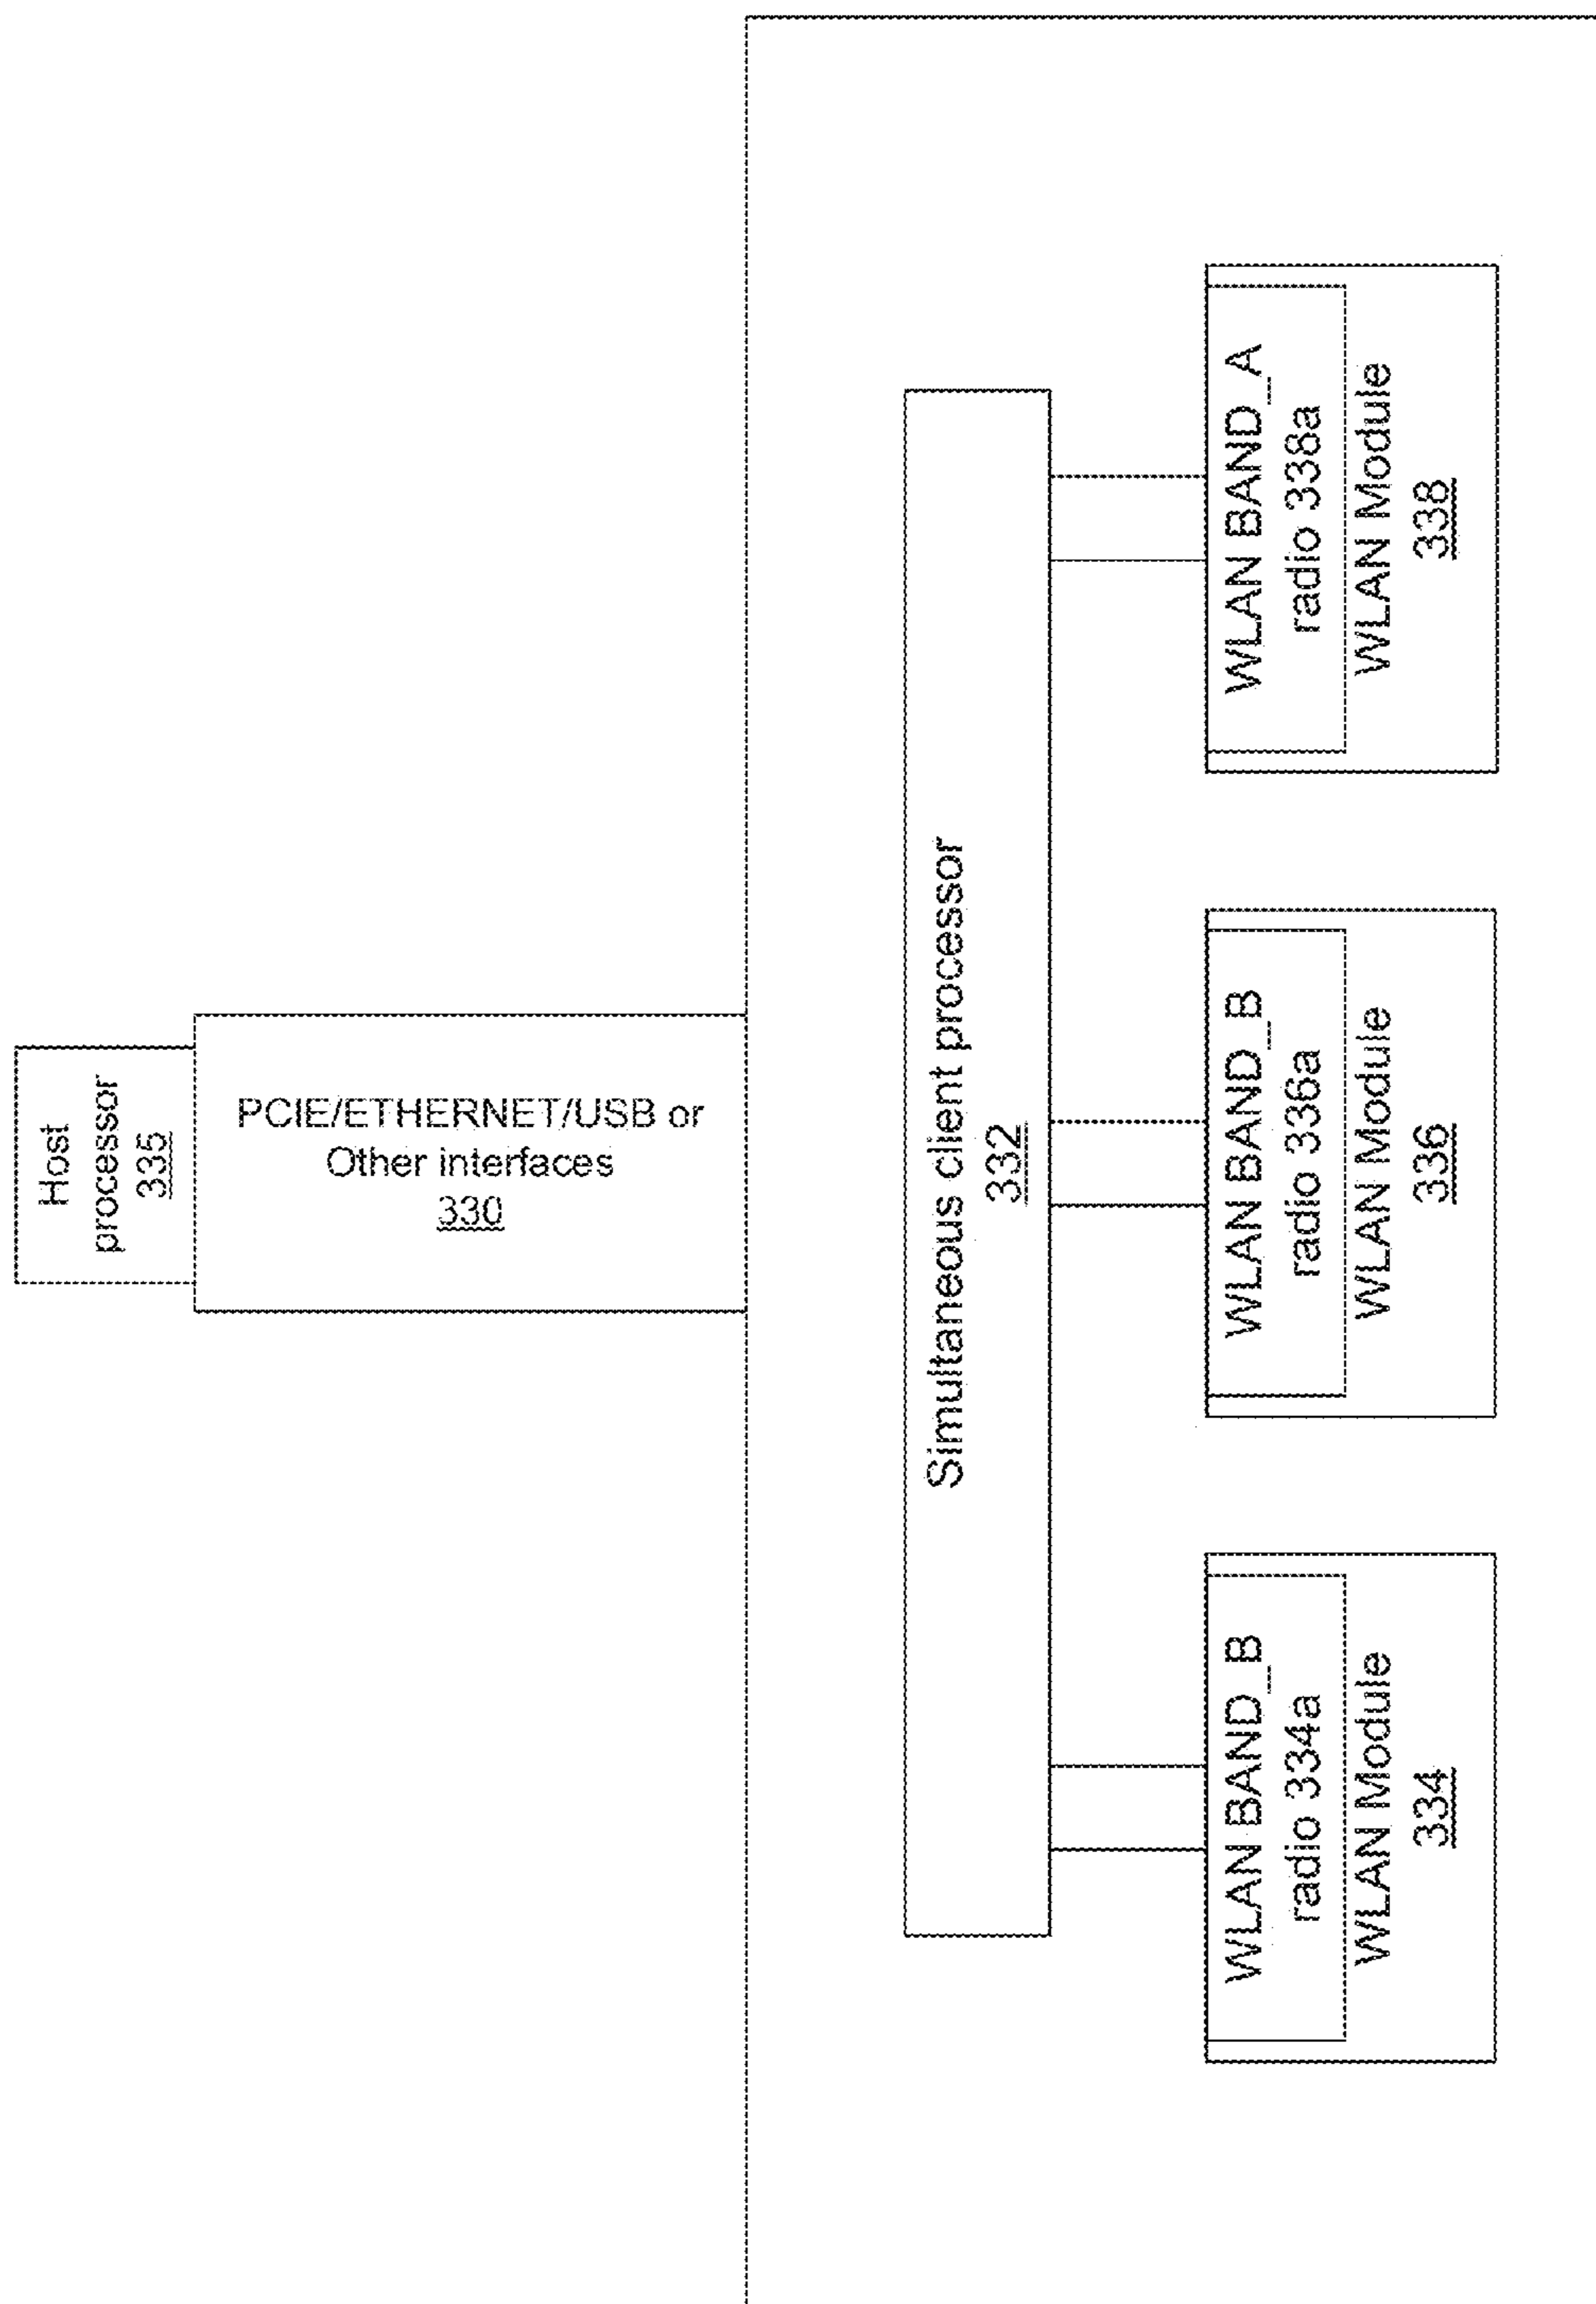 Host
processor
335
PCIE/ETHERNET/USB or
Other interfaces
330
Simultaneous client processor
332
WLAN BAND_B
radio 334a
WLAN Module
334
WLAN BAND_B
radio 336a
WLAN Module
336
WLAN BAND_A
radio 338a
WLAN Module
338